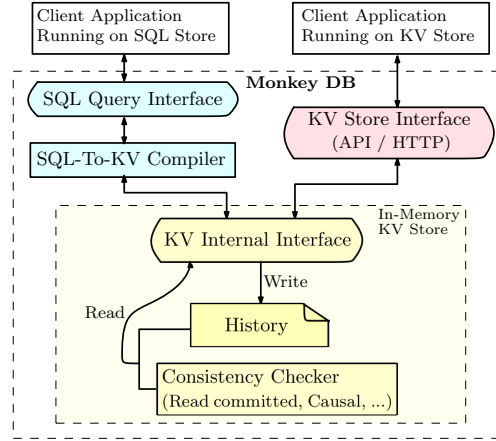 Client Application
Running on SQL Store
Client Application
Running on KV Store
Monkey DB
SQL Query Interface
KV Store Interface
(API / HTTP)
SQL-To-KV Compiler
In-Memory
KV Store
KV Internal Interface
Write
Read
History
Consistency Checker
(Read committed, Causal, ...)